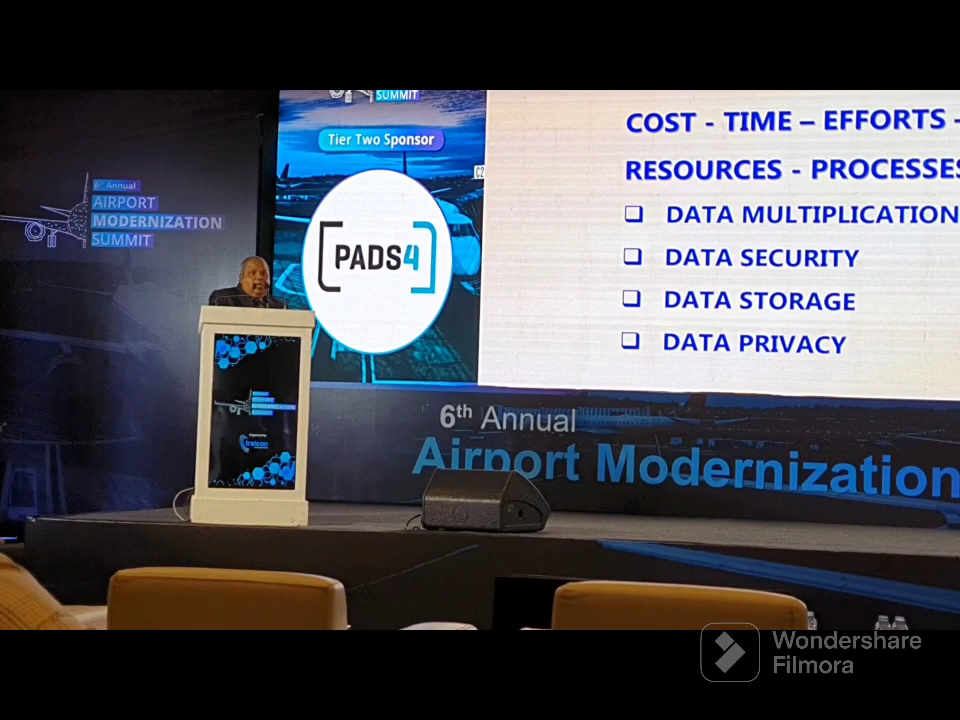 SUMMIT
Tier Two Sponsor
PADS4
6th Annual
AIRPORT
MODERNIZATION
SUMMIT
COST - TIME – EFFORTS -
RESOURCES - PROCESSES
DATA MULTIPLICATION
DATA SECURITY
DATA STORAGE
DATA PRIVACY
traicon
6th Annual
Airport Modernization
Wondershare
Filmora